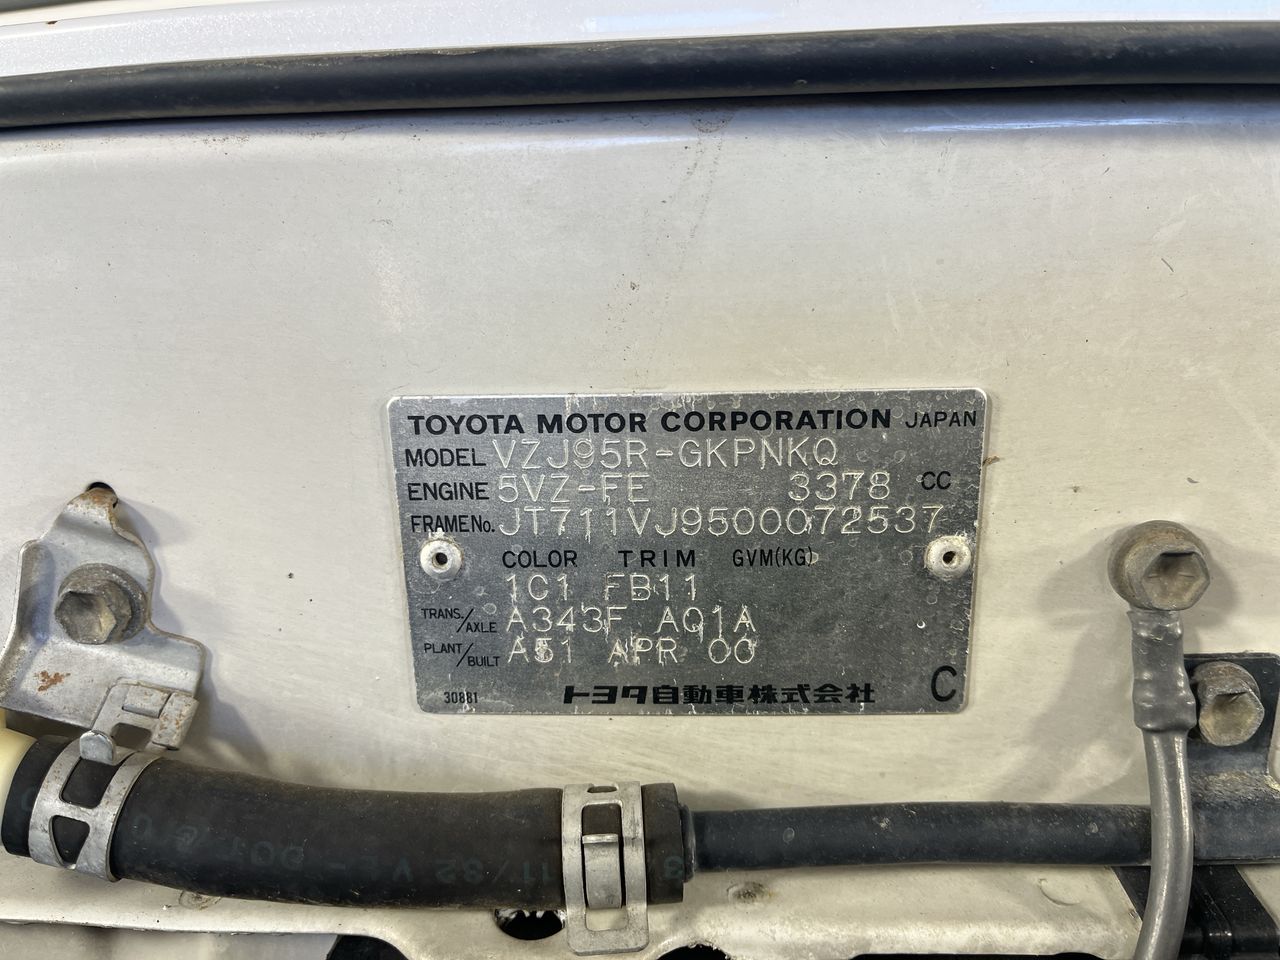 TOYOTA MOTOR CORPORATION JAPAN
MODEL VZJ95R-GKPNKQ
ENGINE 5VZ-FE 3378 CC
FRAME No. JT711VJ9500072537
COLOR TRIM GVM(KG)
1C1 FB11
TRANS./AXLE A343F A01A
PLANT/BUILT A51 APR 00
30881 トヨタ自動車株式会社 C